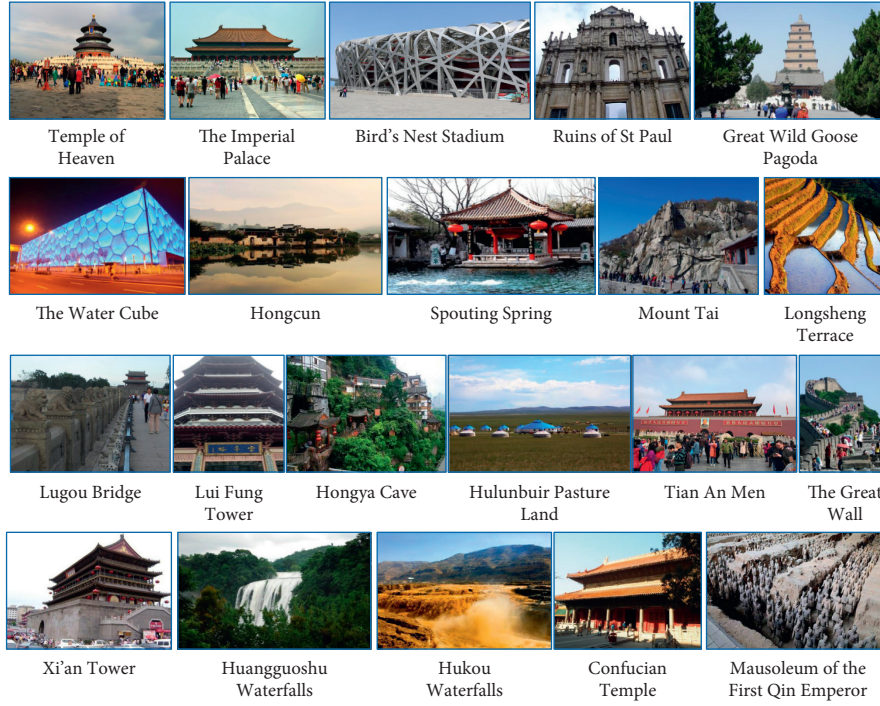 Temple of
Heaven
The Imperial
Palace
Bird's Nest Stadium
Ruins of St Paul
Great Wild Goose
Pagoda
The Water Cube
Hongcun
Spouting Spring
Mount Tai
Longsheng
Terrace
Lugou Bridge
Lui Fung
Tower
Hongya Cave
Hulunbuir Pasture
Land
Tian An Men
The Great
Wall
Xi'an Tower
Huangguoshu
Waterfalls
Hukou
Waterfalls
Confucian
Temple
Mausoleum of the
First Qin Emperor